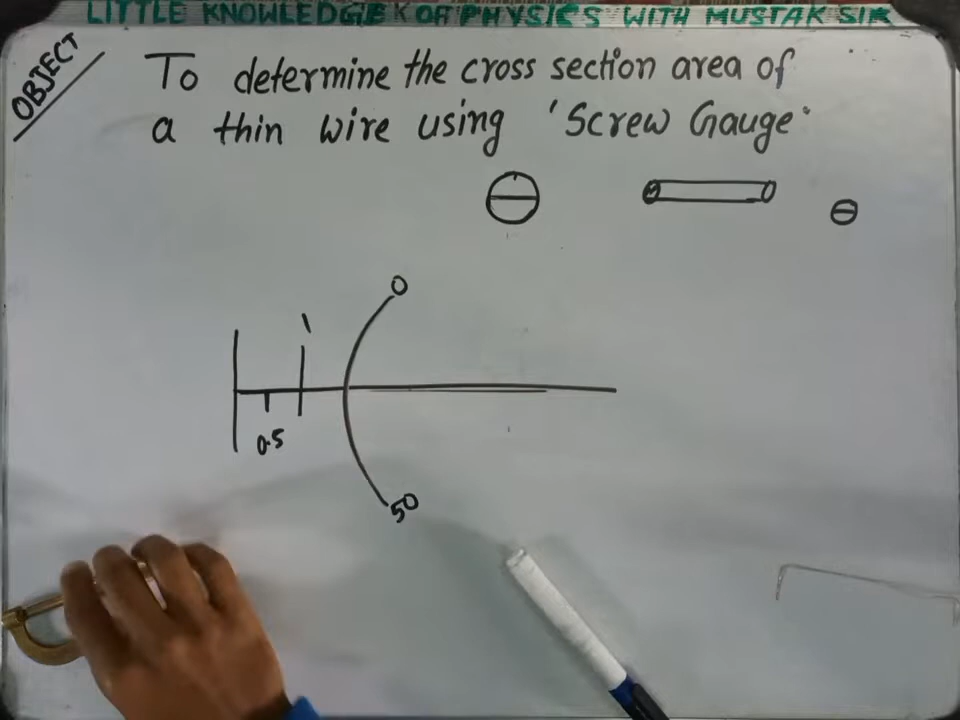 LITTLE KNOWLEDGE OF PHYSICS WITH MUSTAK SIR
OBJECT
To determine the cross section area of
a thin wire using 'Screw Gauge'
0
0.5
50